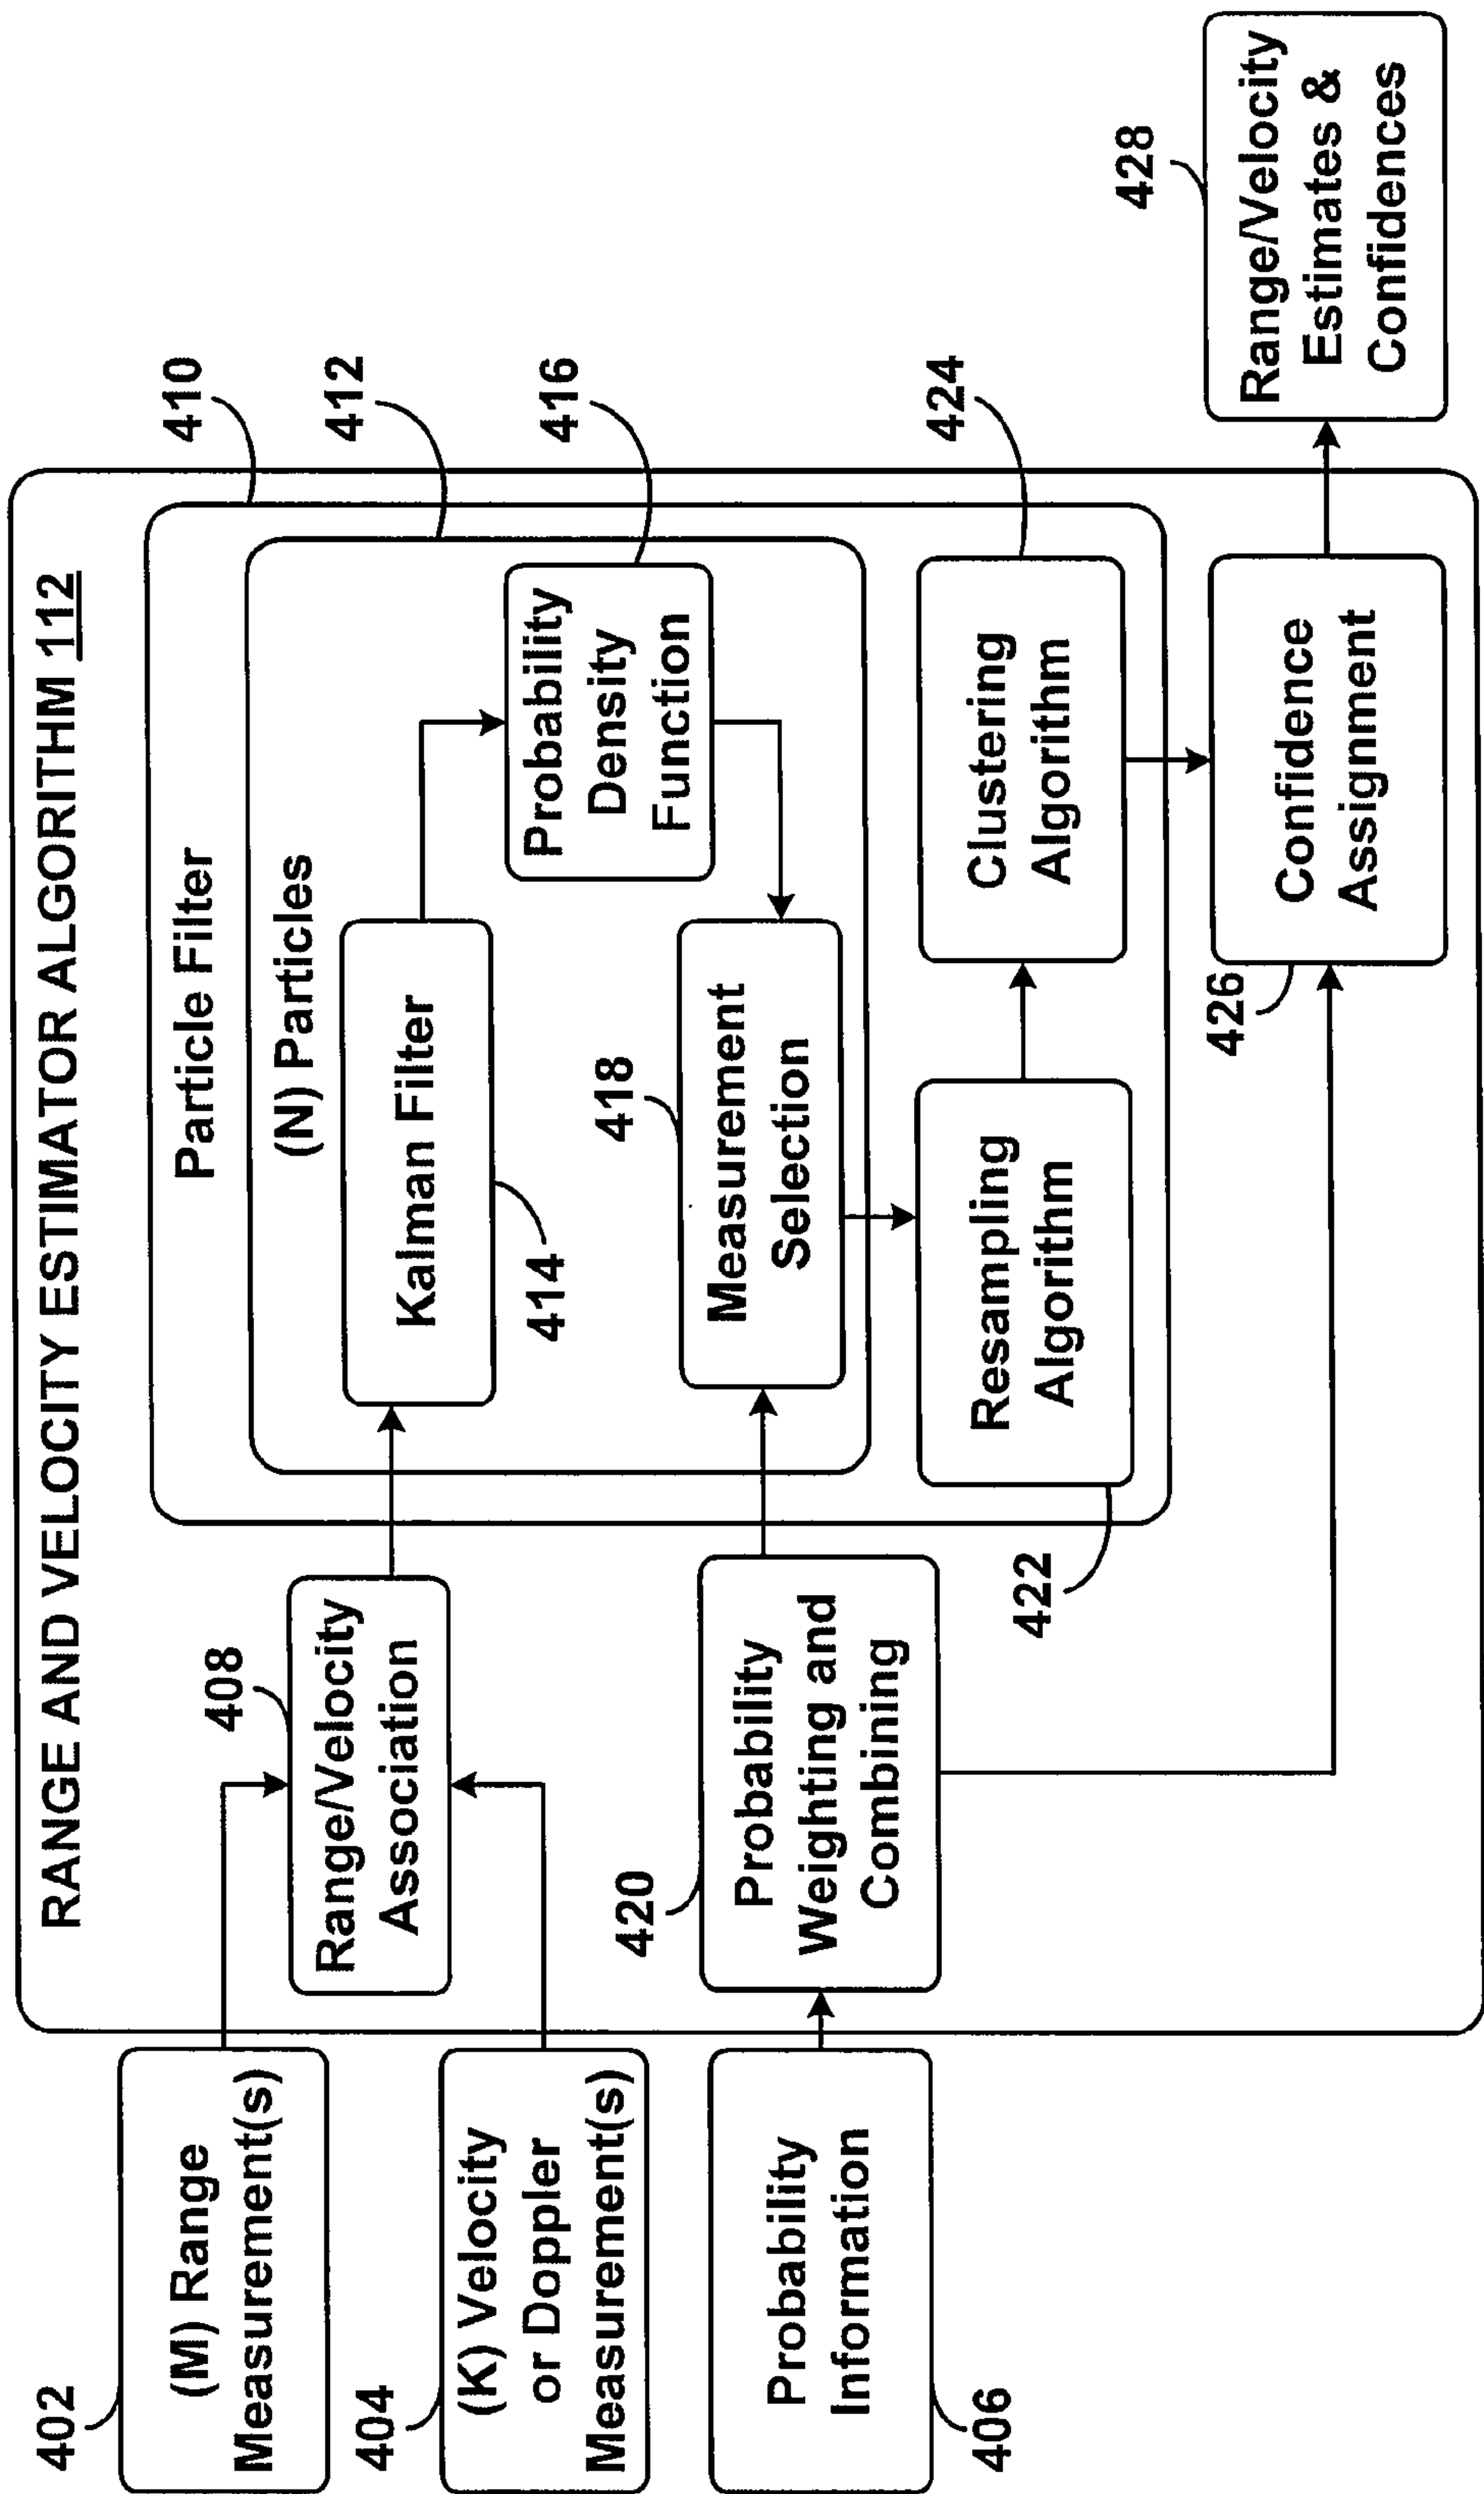 RANGE AND VELOCITY ESTIMATOR ALGORITHM 112
402
(M) Range
Measurement(s)
404
(K) Velocity
or Doppler
Measurement(s)
Probability
Information
406
408
Range/Velocity
Association
420
Probability
Weighting and
Combining
Particle Filter
410
(N) Particles
412
Kalman Filter
414
Probability
Density
Function
416
418
Measurement
Selection
Resampling
Algorithm
422
Clustering
Algorithm
424
426
Confidence
Assignment
428
Range/Velocity
Estimates &
Confidences